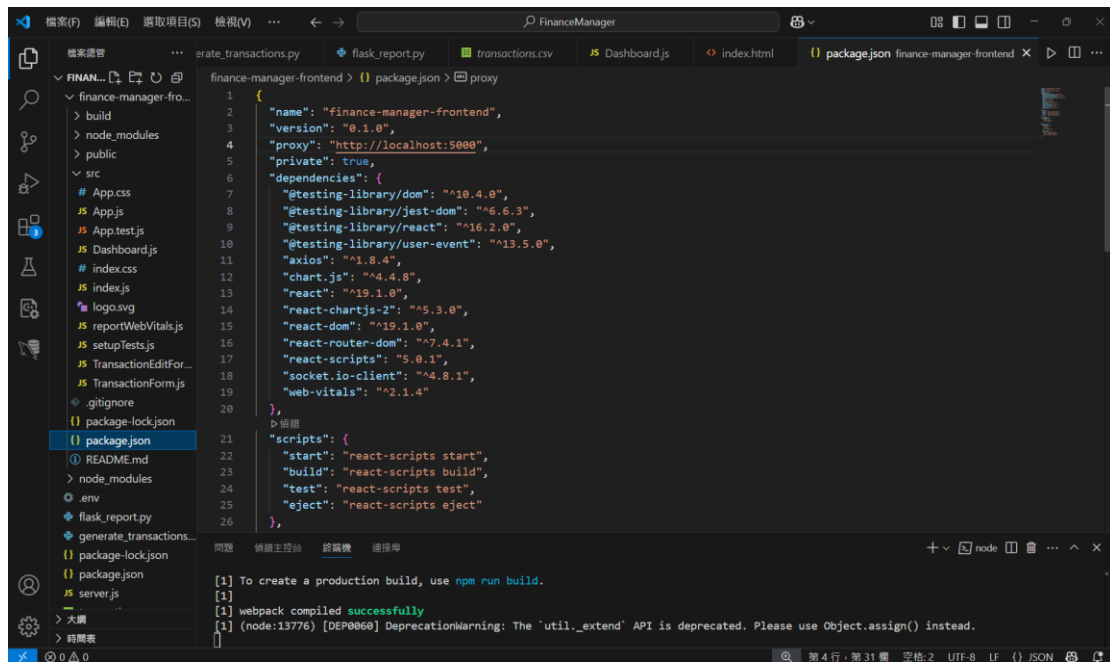 檔案(F) 編輯(E) 選取項目(S) 檢視(V) ··· FinanceManager
檔案總管 ···
FINAN...
finance-manager-fro...
build
node_modules
public
src
# App.css
JS App.js
JS App.test.js
JS Dashboard.js
# index.css
JS index.js
logo.svg
JS reportWebVitals.js
JS setupTests.js
JS TransactionEditFor...
JS TransactionForm.js
.gitignore
{} package-lock.json
{} package.json
README.md
node_modules
.env
flask_report.py
generate_transactions...
{} package-lock.json
{} package.json
JS server.js
大綱
時間表
erate_transactions.py flask_report.py transactions.csv JS Dashboard.js <> index.html {} package.json finance-manager-frontend
finance-manager-frontend > {} package.json > proxy
1 {
2 "name": "finance-manager-frontend",
3 "version": "0.1.0",
4 "proxy": "http://localhost:5000",
5 "private": true,
6 "dependencies": {
7 "@testing-library/dom": "^10.4.0",
8 "@testing-library/jest-dom": "^6.6.3",
9 "@testing-library/react": "^16.2.0",
10 "@testing-library/user-event": "^13.5.0",
11 "axios": "^1.8.4",
12 "chart.js": "^4.4.8",
13 "react": "^19.1.0",
14 "react-chartjs-2": "^5.3.0",
15 "react-dom": "^19.1.0",
16 "react-router-dom": "^7.4.1",
17 "react-scripts": "5.0.1",
18 "socket.io-client": "^4.8.1",
19 "web-vitals": "^2.1.4"
20 },
偵錯
21 "scripts": {
22 "start": "react-scripts start",
23 "build": "react-scripts build",
24 "test": "react-scripts test",
25 "eject": "react-scripts eject"
26 },
問題 偵錯主控台 終端機 連接埠 node
[1] To create a production build, use npm run build.
[1]
[1] webpack compiled successfully
[1] (node:13776) [DEP0060] DeprecationWarning: The `util._extend` API is deprecated. Please use Object.assign() instead.
3
0 0 第 4 行，第 31 欄 空格: 2 UTF-8 LF {} JSON